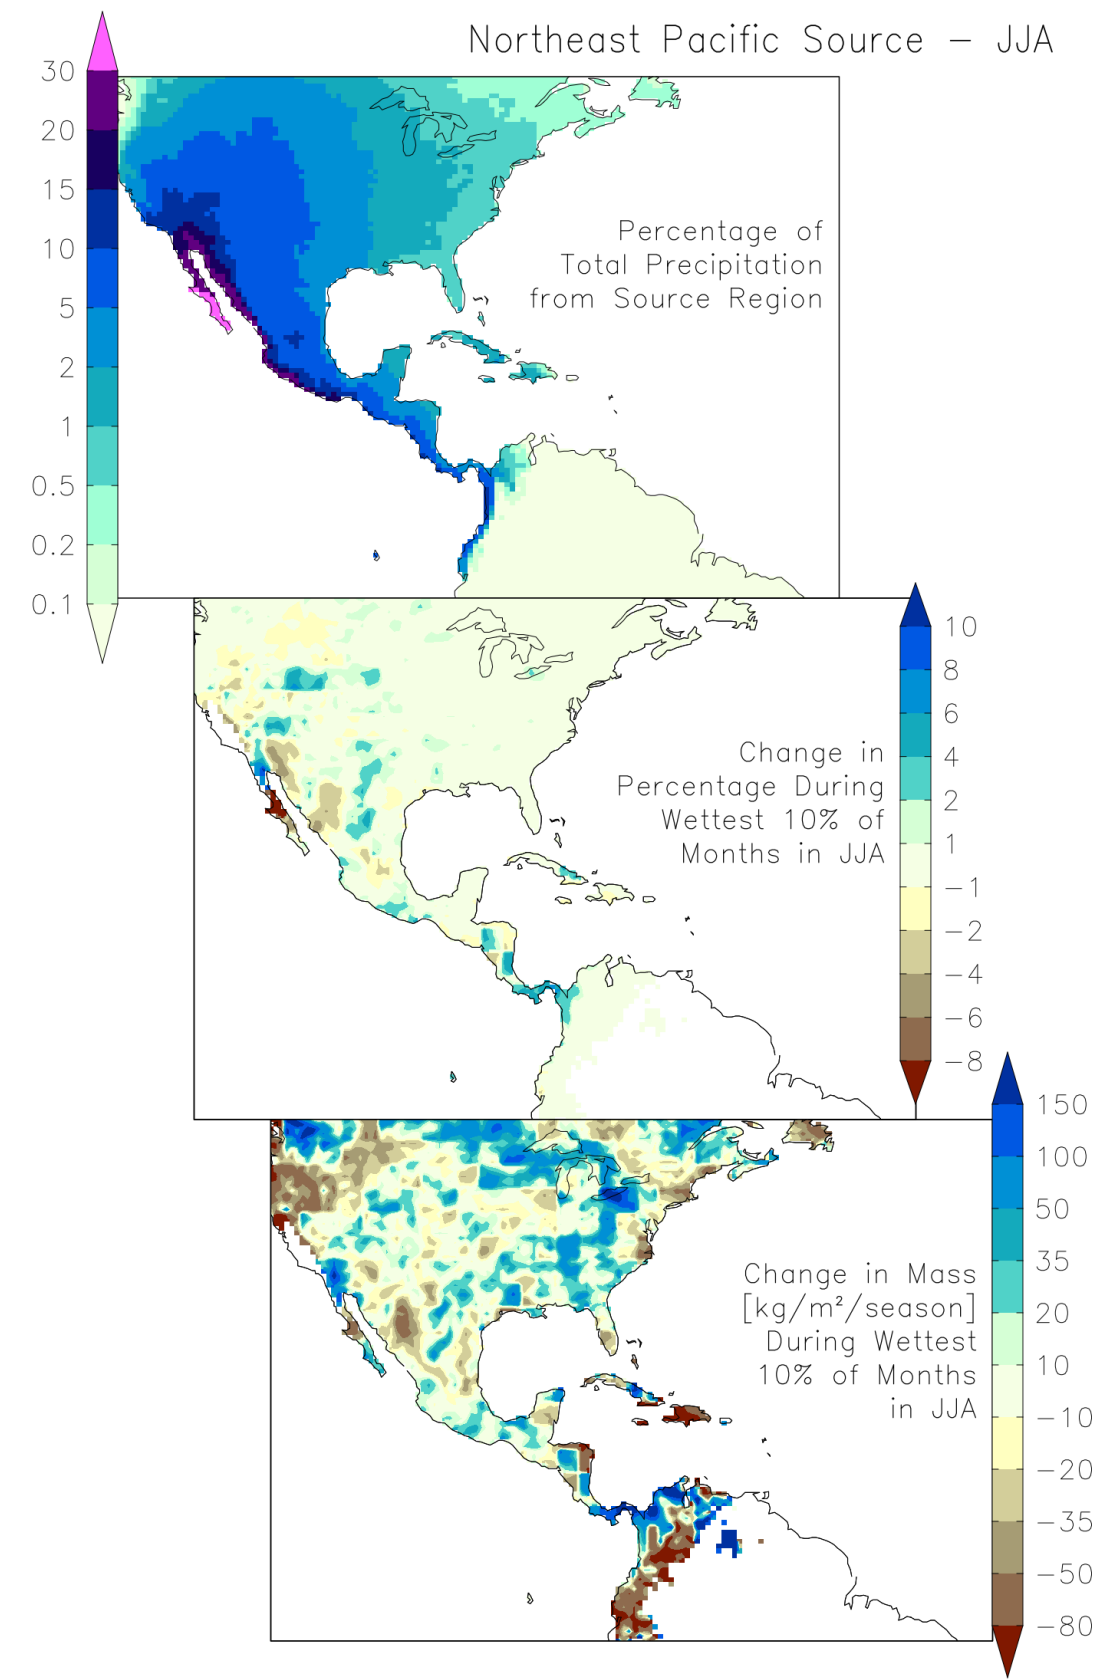 Northeast Pacific Source – JJA
30
20
15
10
5
2
1
0.5
0.2
0.1
Percentage of
Total Precipitation
from Source Region
10
8
6
4
2
1
−1
−2
−4
−6
−8
Change in
Percentage During
Wettest 10% of
Months in JJA
150
100
50
35
20
10
−10
−20
−35
−50
−80
Change in Mass
[kg/m²/season]
During Wettest
10% of Months
in JJA